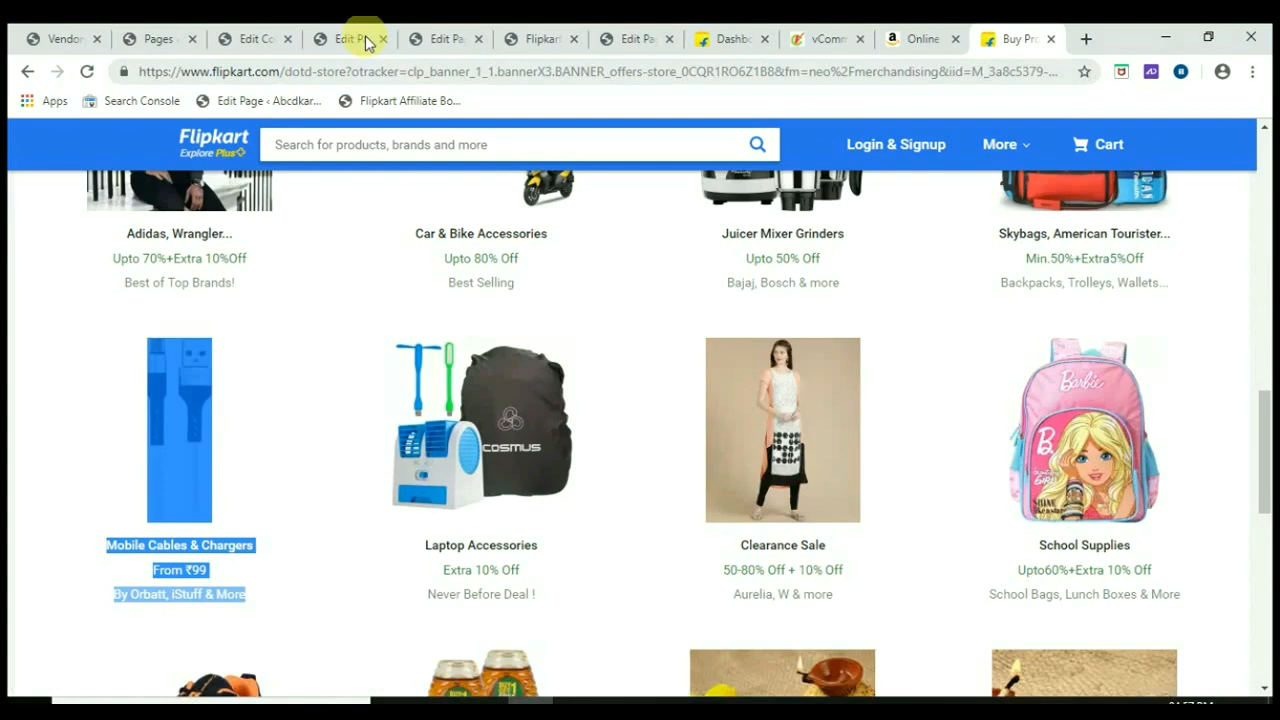 Vendor Pages Edit Co Edit P Edit Pa Flipkar Edit Pa Dashb vComm Online Buy Pro
https://www.flipkart.com/dotd-store?otracker=clp_banner_1_1.bannerX3.BANNER_offers-store_0CQR1RO6Z1B8&fm=neo%2Fmerchandising&iid=M_3a8c5379-...
Apps Search Console Edit Page ‹ Abcdkar... Flipkart Affiliate Bo...
Flipkart
Explore Plus
Search for products, brands and more
Login & Signup More Cart
Adidas, Wrangler... Car & Bike Accessories Juicer Mixer Grinders Skybags, American Tourister...
Upto 70%+Extra 10%Off Upto 80% Off Upto 50% Off Min.50%+Extra5%Off
Best of Top Brands! Best Selling Bajaj, Bosch & more Backpacks, Trolleys, Wallets...
Barbie
COSMUS
Mobile Cables & Chargers Laptop Accessories Clearance Sale School Supplies
From ₹99 Extra 10% Off 50-80% Off + 10% Off Upto60%+Extra 10% Off
By Orbatt, iStuff & More Never Before Deal ! Aurelia, W & more School Bags, Lunch Boxes & More